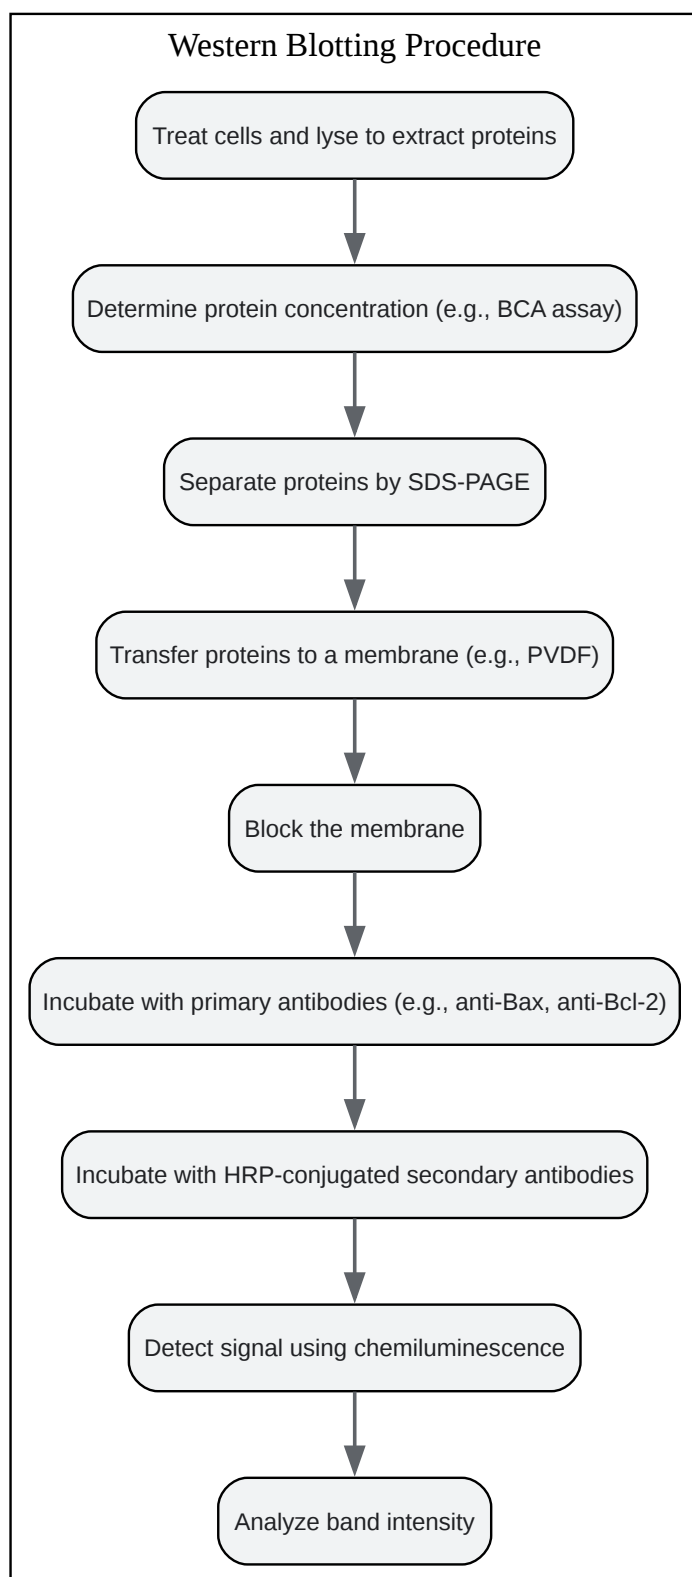 Western Blotting Procedure
Treat cells and lyse to extract proteins
Determine protein concentration (e.g., BCA assay)
Separate proteins by SDS-PAGE
Transfer proteins to a membrane (e.g., PVDF)
Block the membrane
Incubate with primary antibodies (e.g., anti-Bax, anti-Bcl-2)
Incubate with HRP-conjugated secondary antibodies
Detect signal using chemiluminescence
Analyze band intensity